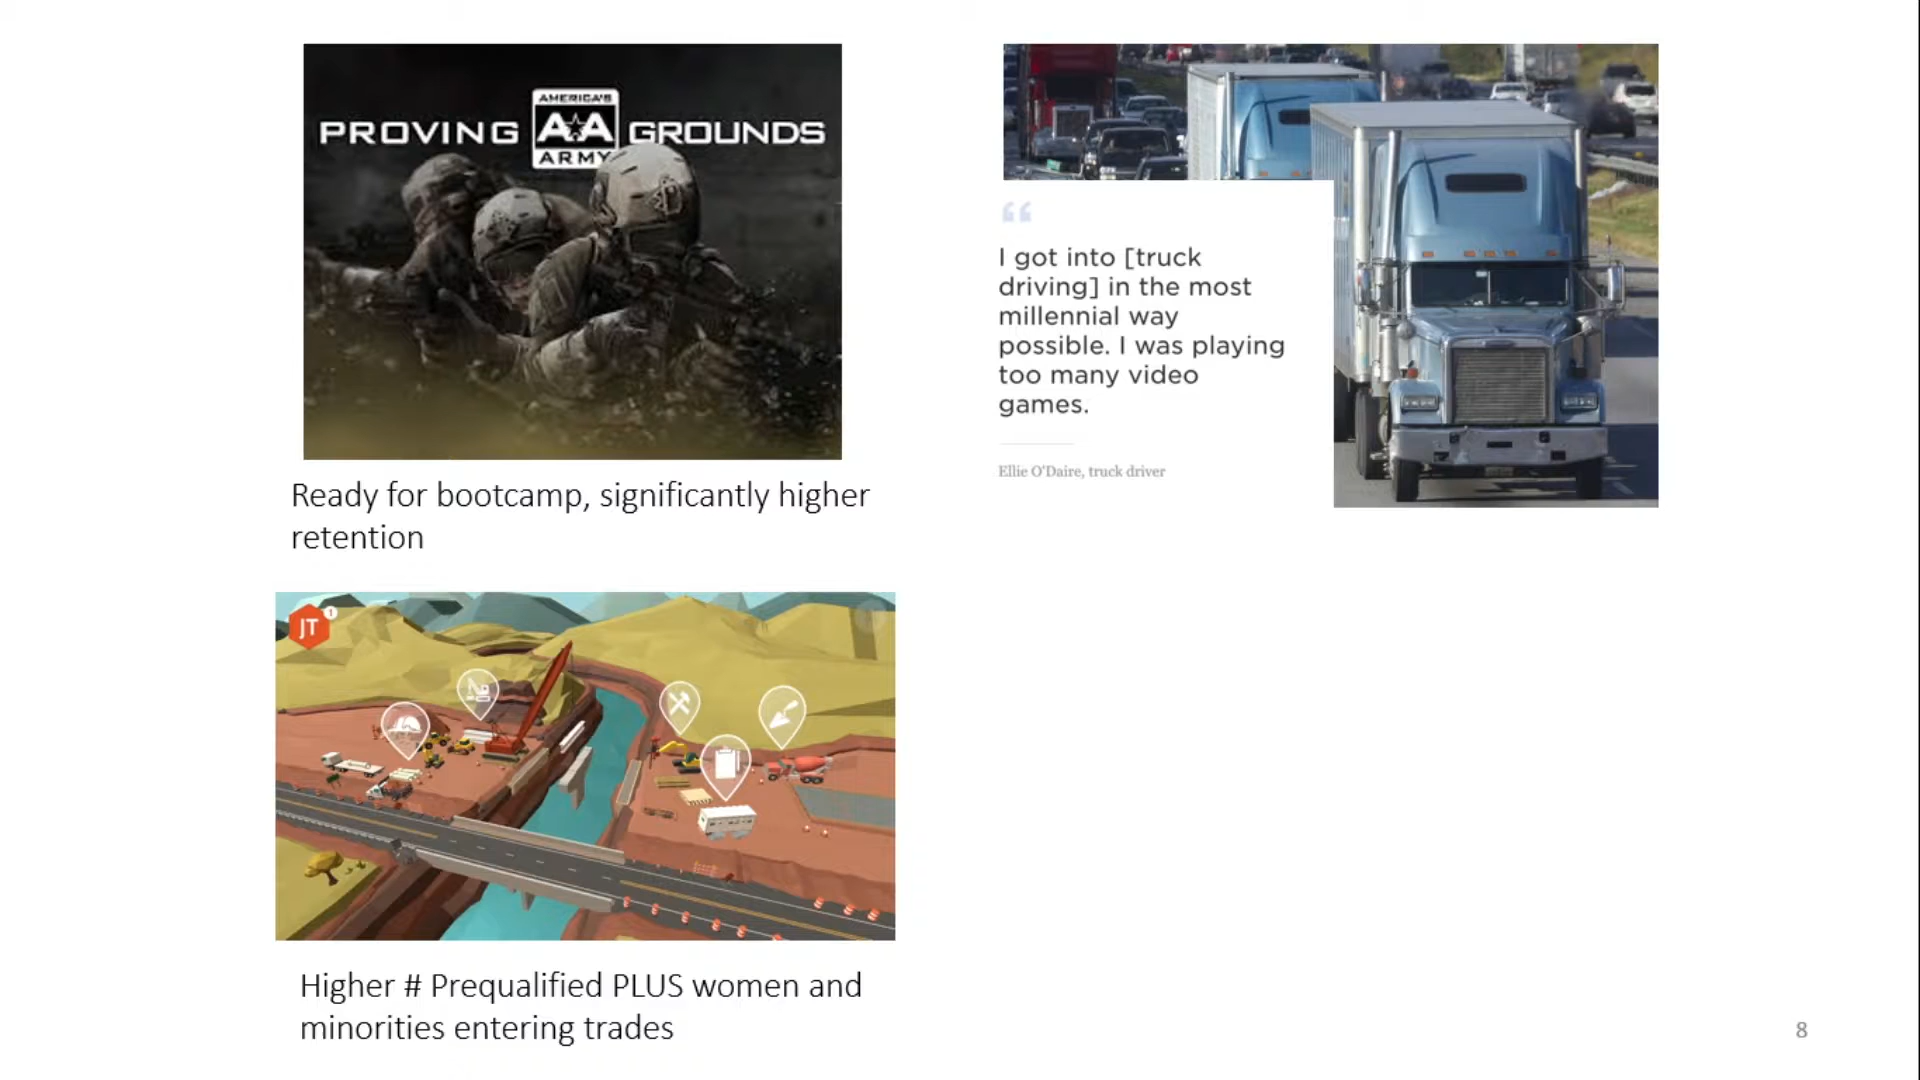 AMERICA'S
PROVING AA GROUNDS
ARMY
Ready for bootcamp, significantly higher
retention
“
I got into [truck
driving] in the most
millennial way
possible. I was playing
too many video
games.
Ellie O'Daire, truck driver
JT 1
Higher # Prequalified PLUS women and
minorities entering trades
8